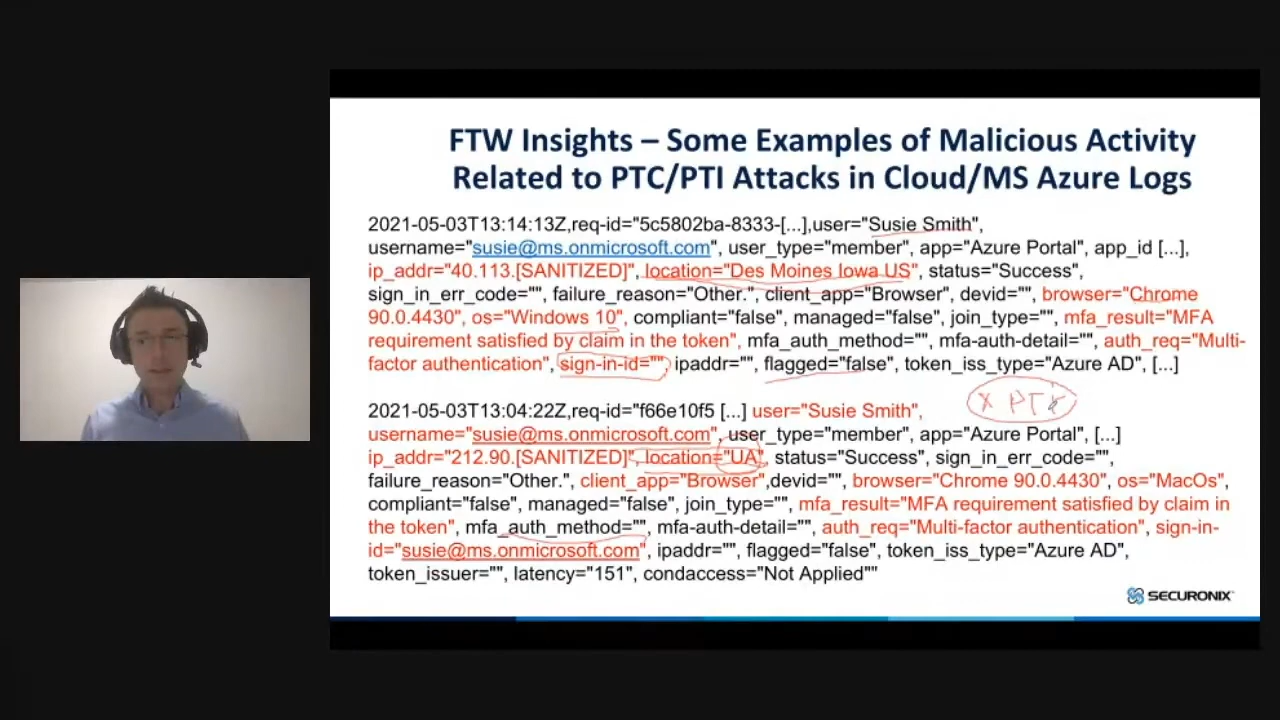 FTW Insights – Some Examples of Malicious Activity
Related to PTC/PTI Attacks in Cloud/MS Azure Logs
2021-05-03T13:14:13Z,req-id="5c5802ba-8333-[...],user="Susie Smith",
username="susie@ms.onmicrosoft.com", user_type="member", app="Azure Portal", app_id [...],
ip_addr="40.113.[SANITIZED]", location="Des Moines Iowa US", status="Success",
sign_in_err_code="", failure_reason="Other.", client_app="Browser", devid="", browser="Chrome
90.0.4430", os="Windows 10", compliant="false", managed="false", join_type="", mfa_result="MFA
requirement satisfied by claim in the token", mfa_auth_method="", mfa-auth-detail="", auth_req="Multi-
factor authentication", sign-in-id="", ipaddr="", flagged="false", token_iss_type="Azure AD", [...]
2021-05-03T13:04:22Z,req-id="f66e10f5 [...] user="Susie Smith",
username="susie@ms.onmicrosoft.com", user_type="member", app="Azure Portal", [...]
ip_addr="212.90.[SANITIZED]", location="UA", status="Success", sign_in_err_code="",
failure_reason="Other.", client_app="Browser",devid="", browser="Chrome 90.0.4430", os="MacOs",
compliant="false", managed="false", join_type="", mfa_result="MFA requirement satisfied by claim in
the token", mfa_auth_method="", mfa-auth-detail="", auth_req="Multi-factor authentication", sign-in-
id="susie@ms.onmicrosoft.com", ipaddr="", flagged="false", token_iss_type="Azure AD",
token_issuer="", latency="151", condaccess="Not Applied""
SECURONIX